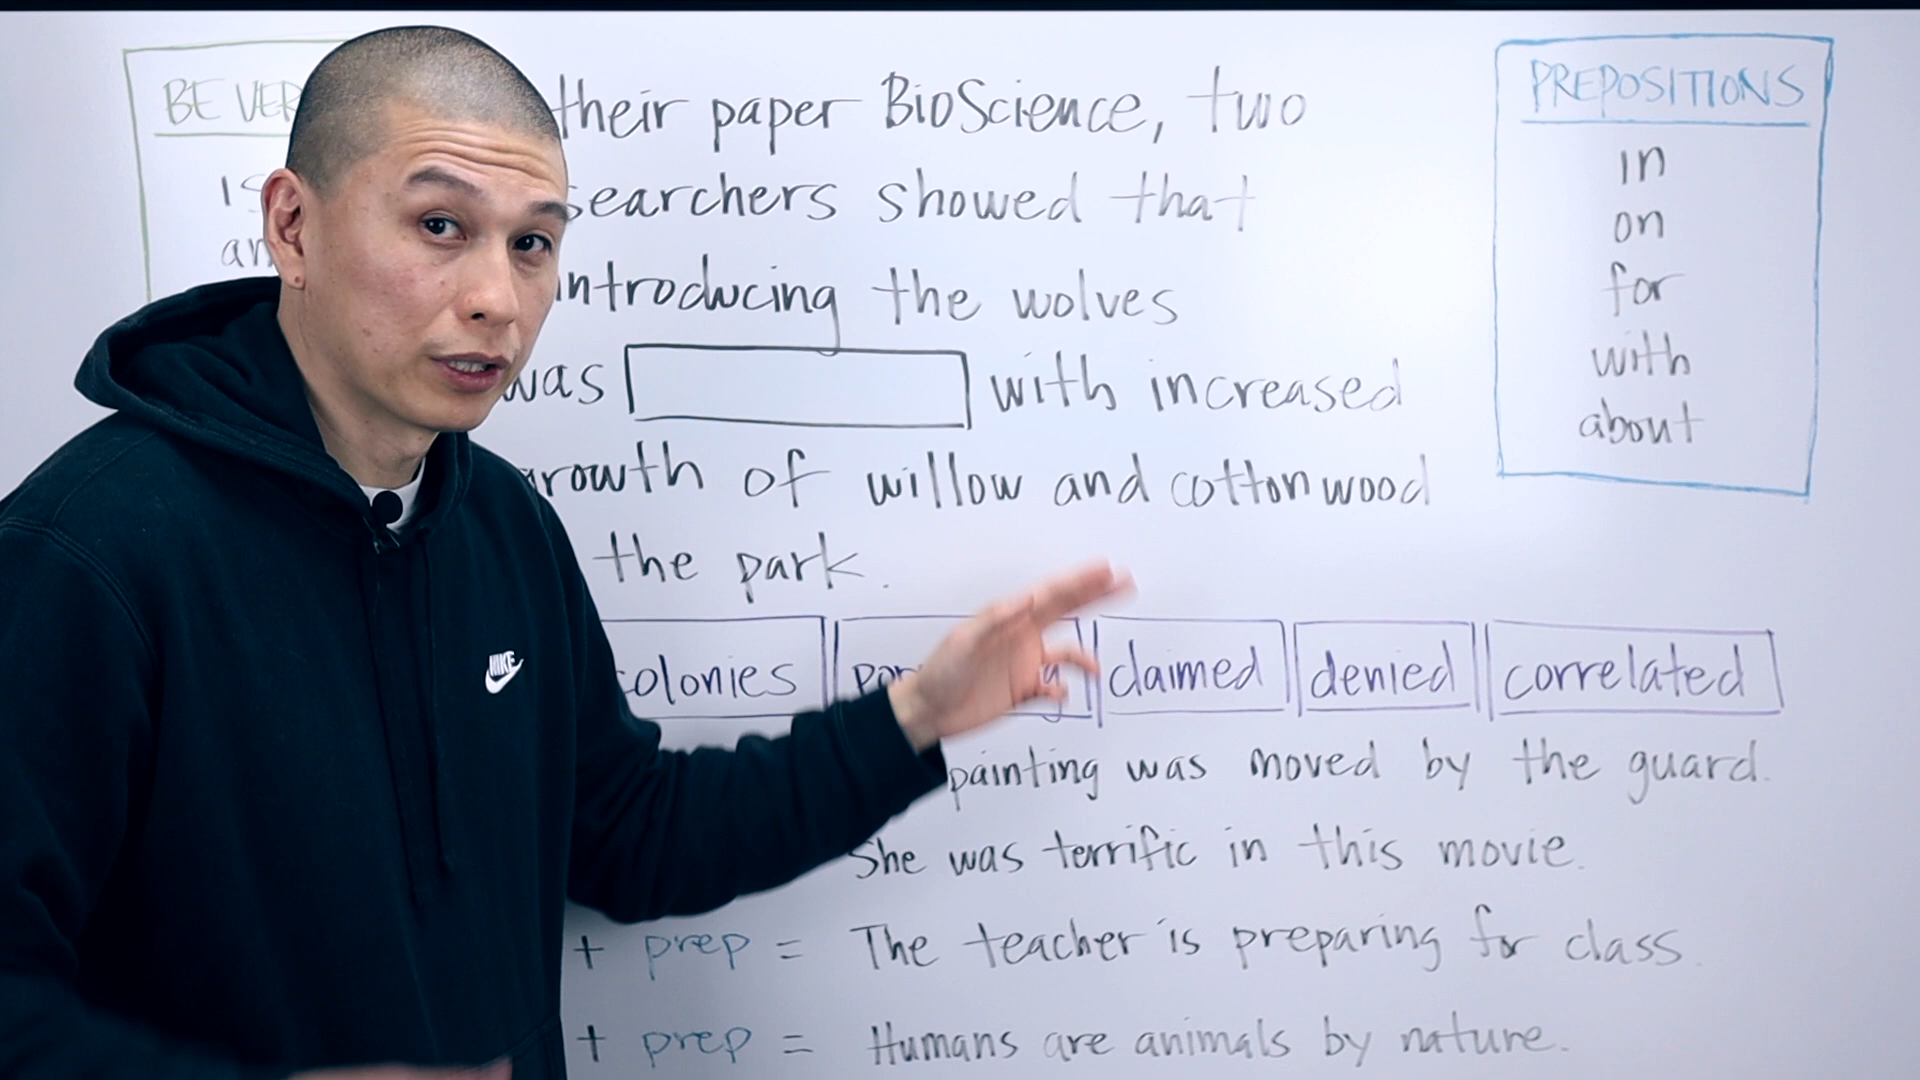 BE VER
is
their paper BioScience, two
searchers showed that
introducing the wolves
was with increased
growth of willow and cottonwood
the park.
PREPOSITIONS
in
on
for
with
about
colonies claimed denied correlated
painting was moved by the guard.
She was terrific in this movie.
+ prep = The teacher is preparing for class.
+ prep = Humans are animals by nature.
NIKE